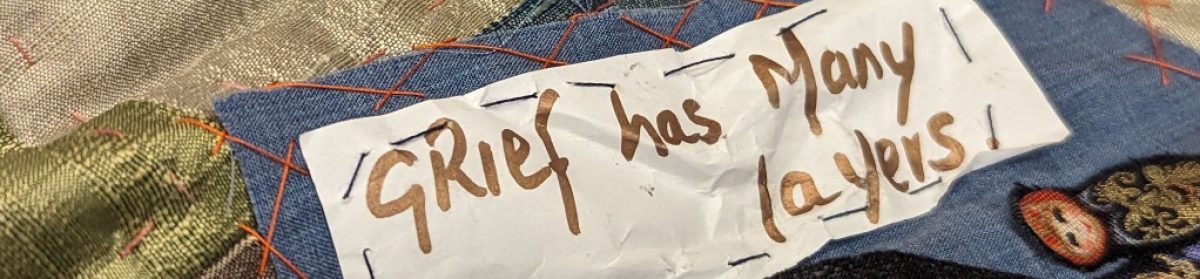 GRief has Many
layers.